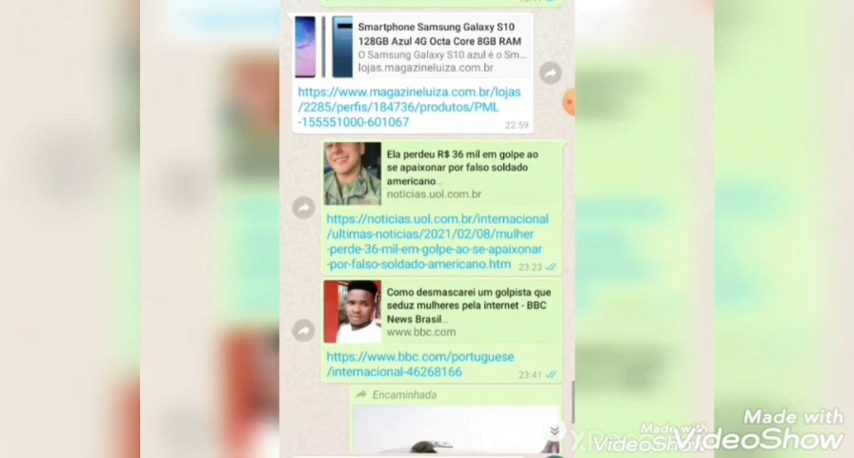 Smartphone Samsung Galaxy S10
128GB Azul 4G Octa Core 8GB RAM
O Samsung Galaxy S10 azul é o Sm...
lojas.magazineluiza.com.br
https://www.magazineluiza.com.br/lojas
/2285/perfis/184736/produtos/PML
-155551000-601067
22:59
Ela perdeu R$ 36 mil em golpe ao
se apaixonar por falso soldado
americano...
noticias.uol.com.br
https://noticias.uol.com.br/internacional
/ultimas-noticias/2021/02/08/mulher
-perde-36-mil-em-golpe-ao-se-apaixonar
-por-falso-soldado-americano.htm
23:23
Como desmascarei um golpista que
seduz mulheres pela internet - BBC
News Brasil...
www.bbc.com
https://www.bbc.com/portuguese
/internacional-46268166
23:41
Encaminhada
Made with
VideoShow
Made with
VideoShow